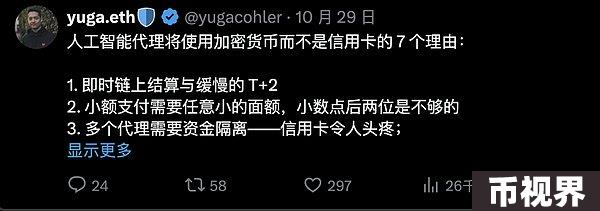 yuga.eth @yugacohler · 10 月 29 日
人工智能代理将使用加密货币而不是信用卡的 7 个理由：
1. 即时链上结算与缓慢的 T+2
2. 小额支付需要任意小的面额，小数点后两位是不够的
3. 多个代理需要资金隔离——信用卡令人头疼；
显示更多
24 58 297 26千
币视界